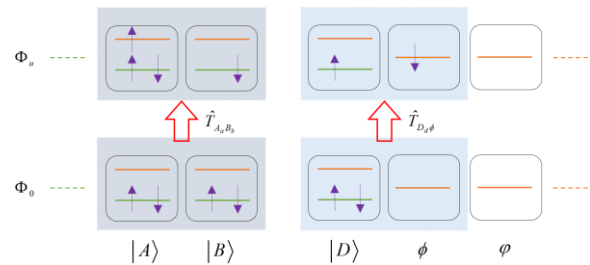 Φ_u
T̂_{A_a B_b} T̂_{D_d ϕ}
Φ_0
|A⟩ |B⟩ |D⟩ ϕ φ